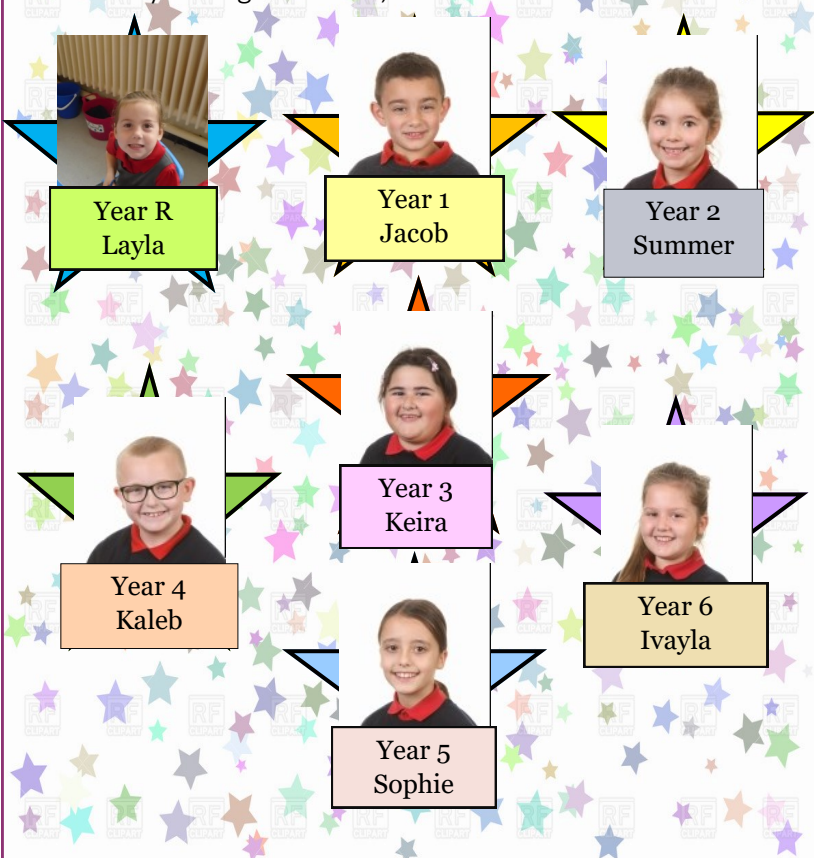 Year R
Layla
Year 1
Jacob
Year 2
Summer
Year 3
Keira
Year 4
Kaleb
Year 6
Ivayla
Year 5
Sophie